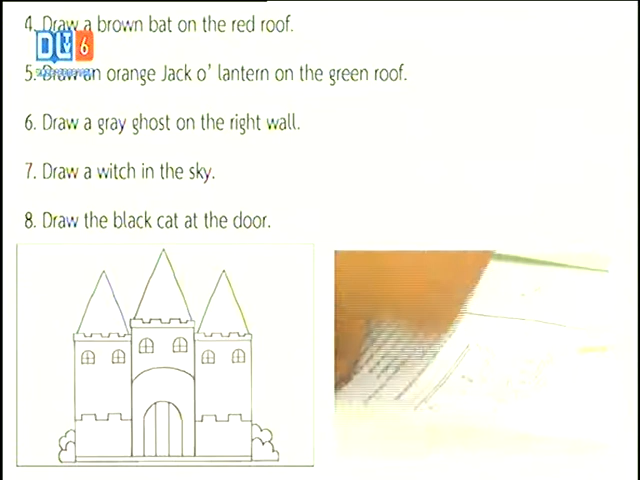 4. Draw a brown bat on the red roof.
DL 6
5. Draw an orange Jack o' lantern on the green roof.
6. Draw a gray ghost on the right wall.
7. Draw a witch in the sky.
8. Draw the black cat at the door.